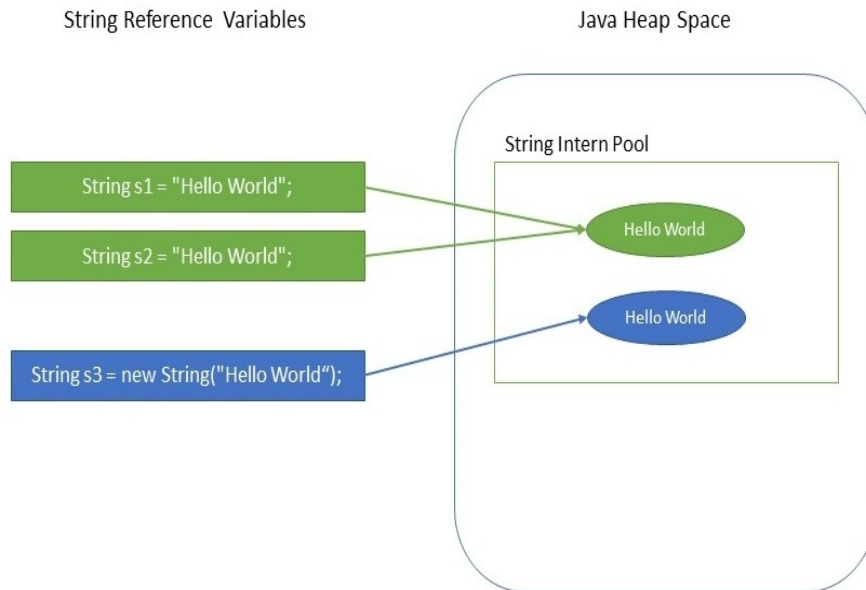 String Reference Variables
Java Heap Space
String Intern Pool
String s1 = "Hello World";
Hello World
String s2 = "Hello World";
Hello World
String s3 = new String("Hello World“);